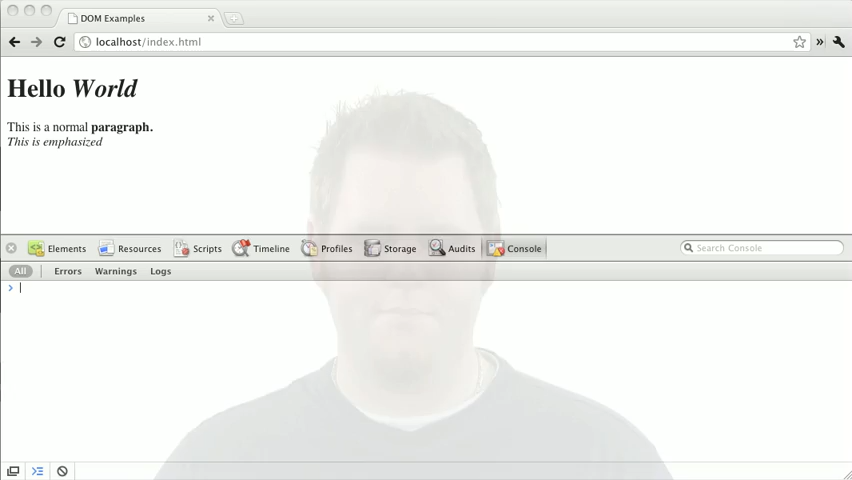 DOM Examples
localhost/index.html
Hello World
This is a normal paragraph.
This is emphasized
Elements Resources Scripts Timeline Profiles Storage Audits Console Search Console
All Errors Warnings Logs